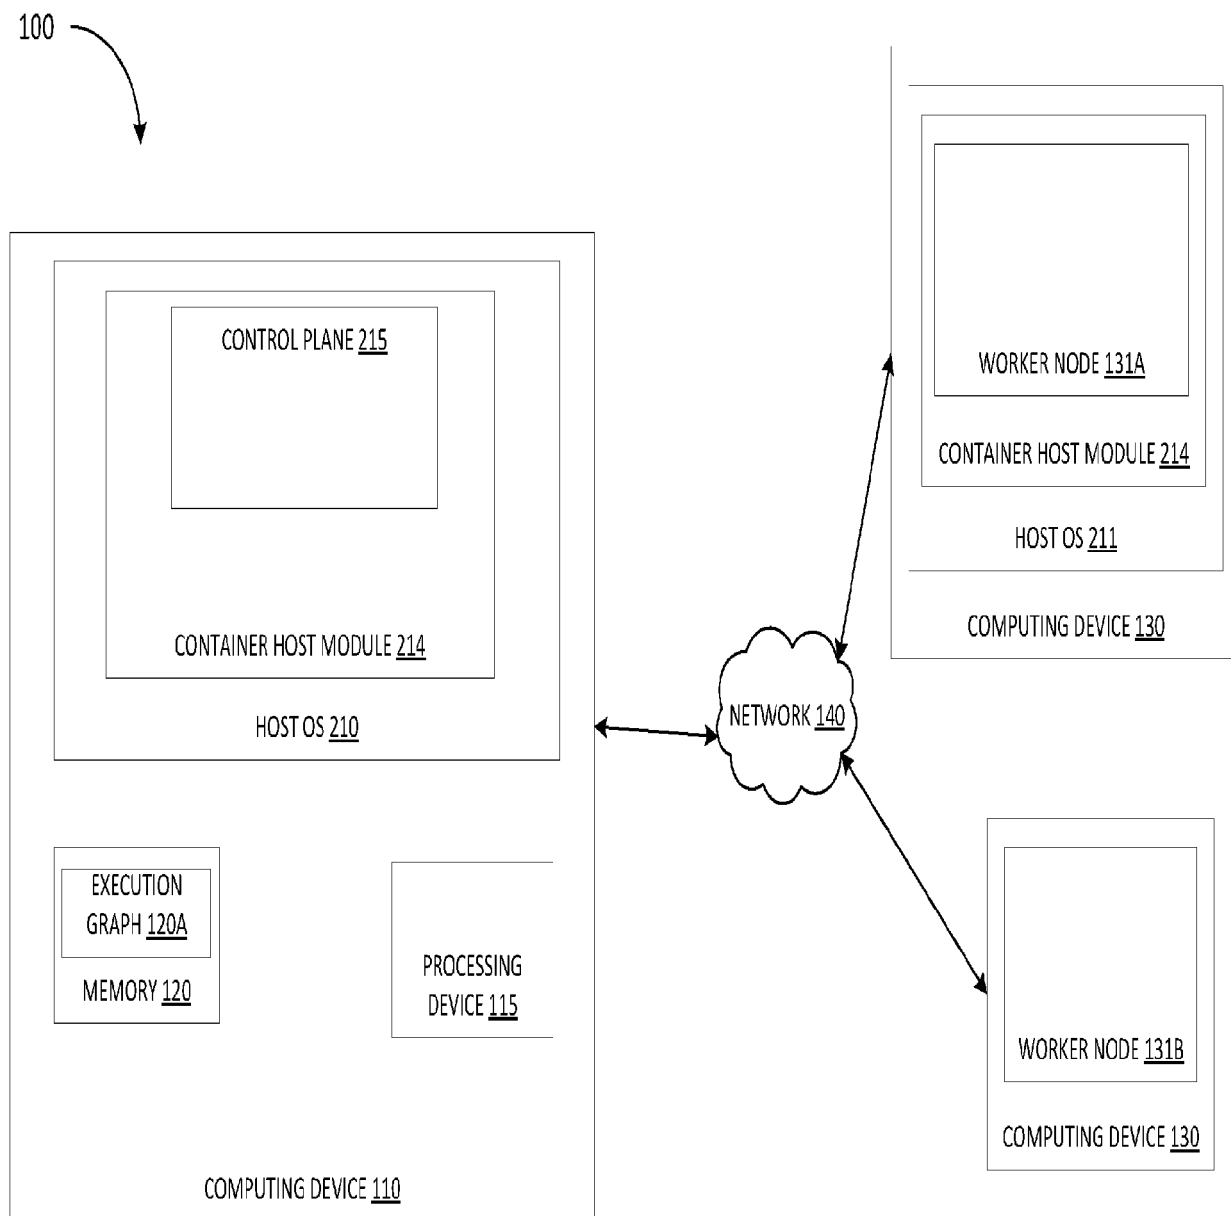 100
CONTROL PLANE 215
CONTAINER HOST MODULE 214
HOST OS 210
EXECUTION
GRAPH 120A
MEMORY 120
PROCESSING
DEVICE 115
COMPUTING DEVICE 110
NETWORK 140
WORKER NODE 131A
CONTAINER HOST MODULE 214
HOST OS 211
COMPUTING DEVICE 130
WORKER NODE 131B
COMPUTING DEVICE 130